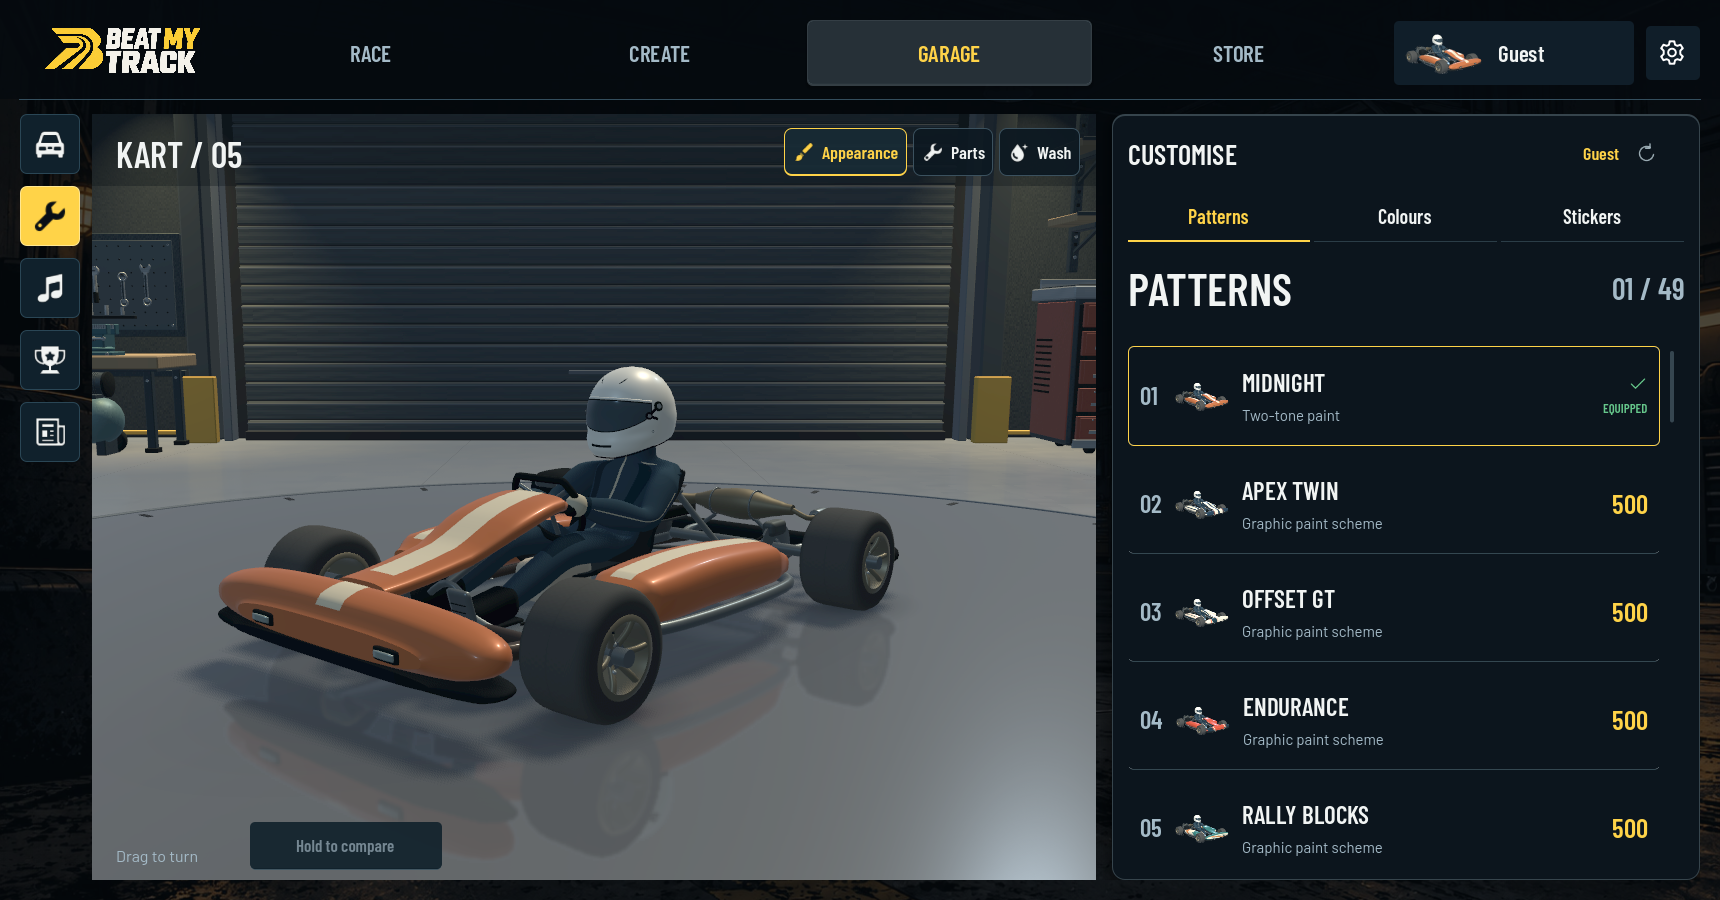 BEAT MY
TRACK
RACE
CREATE
GARAGE
STORE
Guest
KART / 05
Appearance
Parts
Wash
CUSTOMISE
Guest
Patterns
Colours
Stickers
PATTERNS
01 / 49
01
MIDNIGHT
Two-tone paint
EQUIPPED
02
APEX TWIN
Graphic paint scheme
500
03
OFFSET GT
Graphic paint scheme
500
04
ENDURANCE
Graphic paint scheme
500
05
RALLY BLOCKS
Graphic paint scheme
500
Drag to turn
Hold to compare